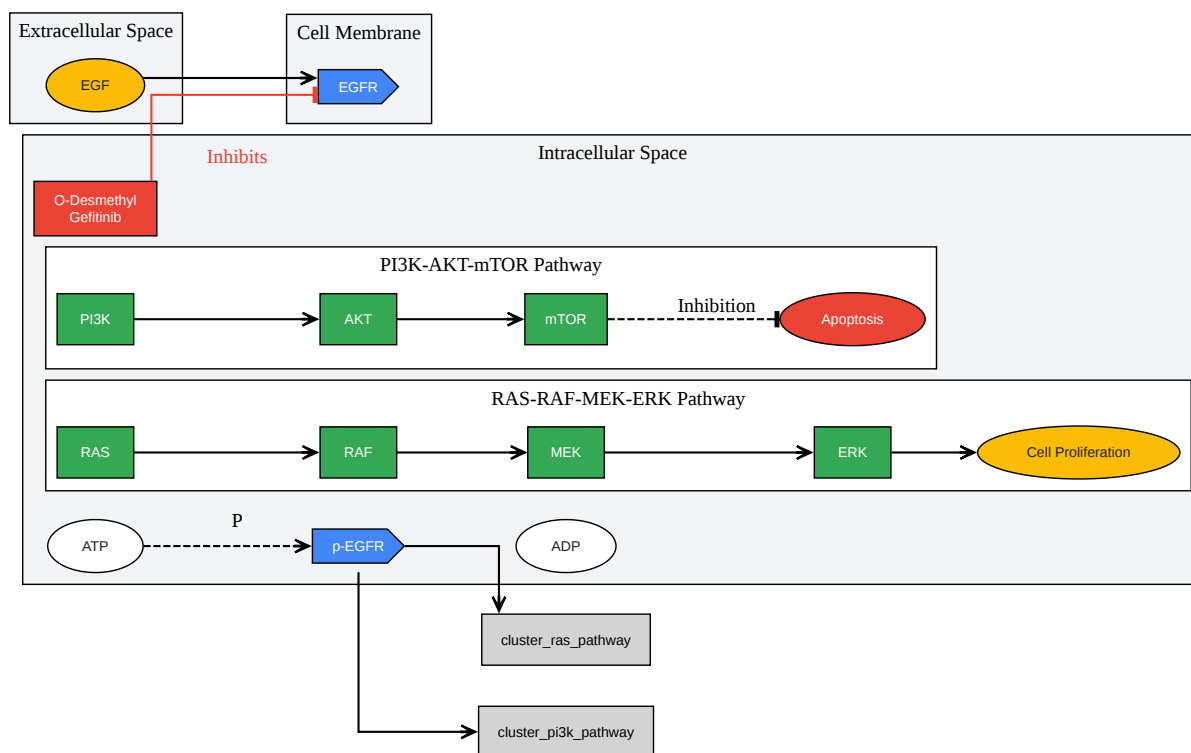 Extracellular Space
Cell Membrane
EGF
EGFR
Inhibits
Intracellular Space
O-Desmethyl
Gefitinib
PI3K-AKT-mTOR Pathway
PI3K
AKT
mTOR
Inhibition
Apoptosis
RAS-RAF-MEK-ERK Pathway
RAS
RAF
MEK
ERK
Cell Proliferation
ATP
P
p-EGFR
ADP
cluster_ras_pathway
cluster_pi3k_pathway